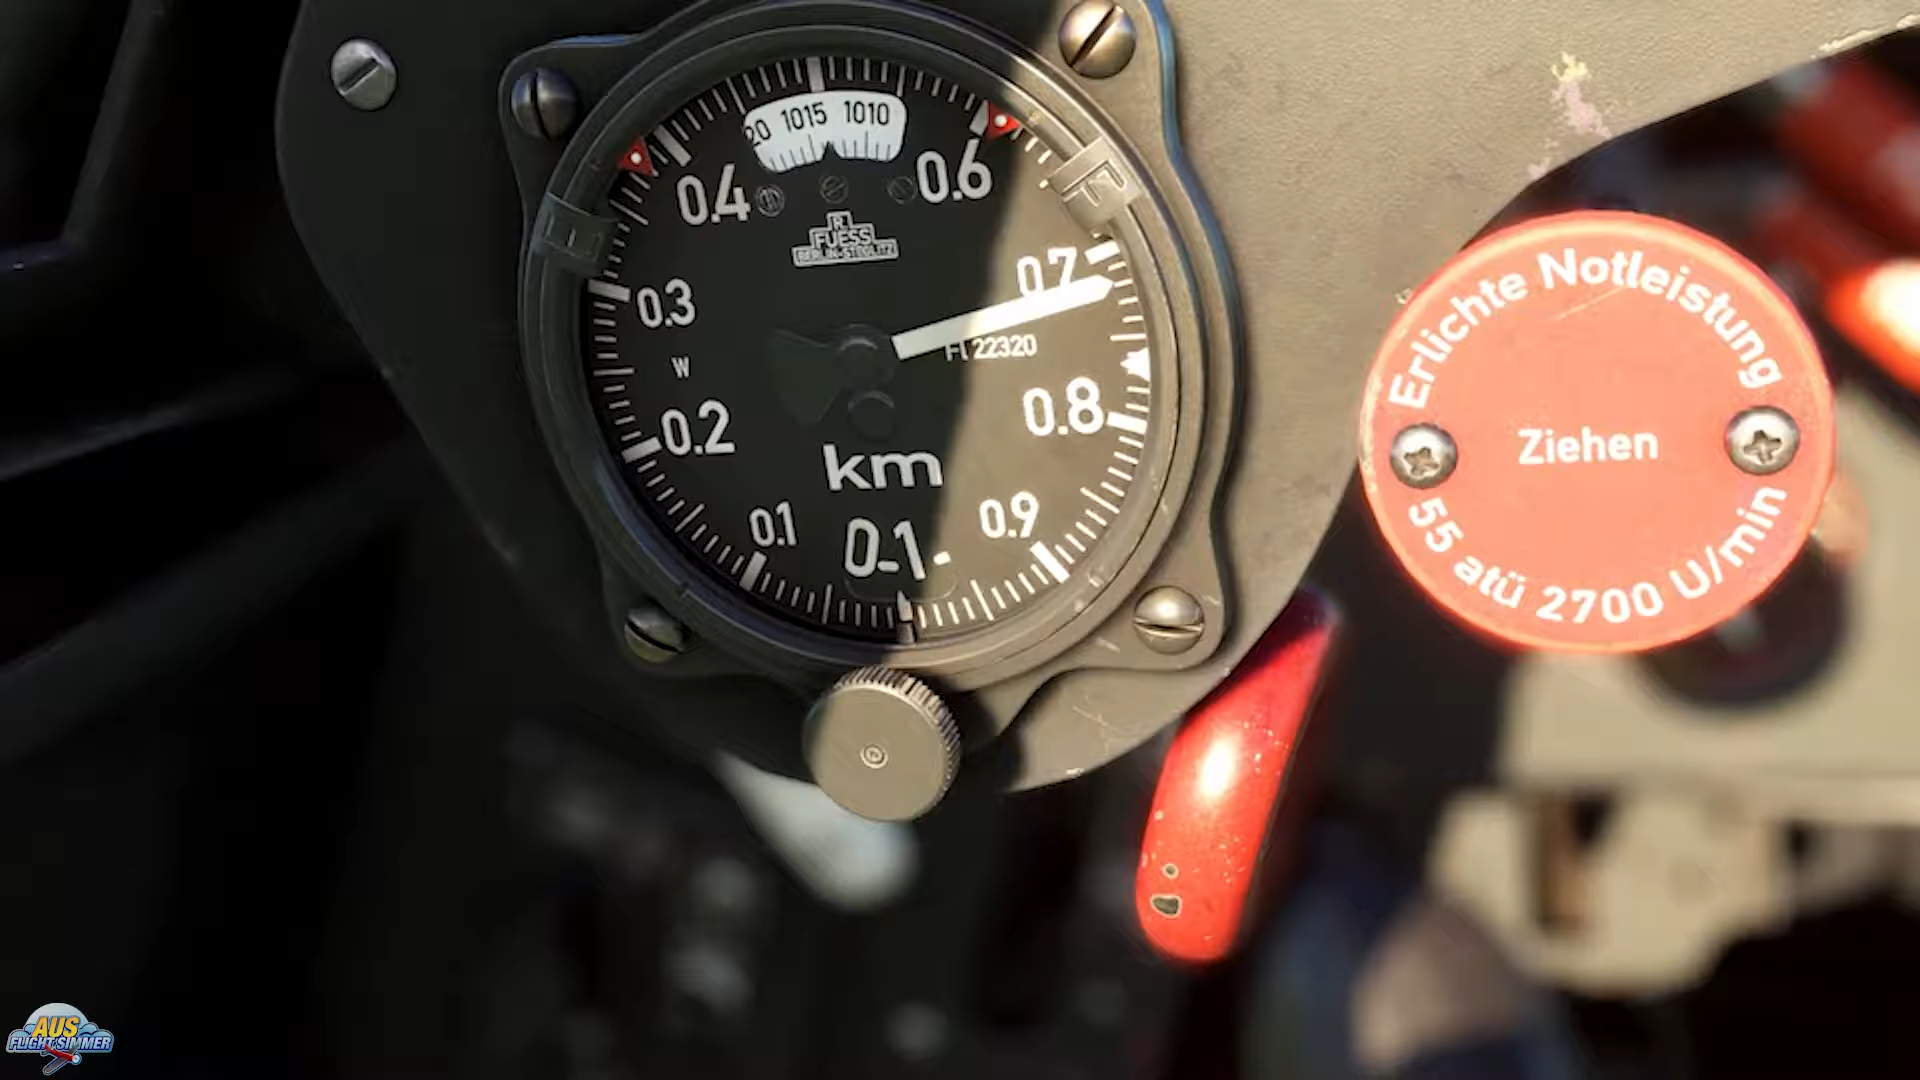 20 1015 1010
0.4
0.6
R
FUESS
BERLIN-STEGLITZ
0.3
0.7
W
Fl 22320
0.2
0.8
km
0.1
0-1
0.9
Erlichte Notleistung
Ziehen
55 atü 2700 U/min
AUS
FLIGHT SIMMER